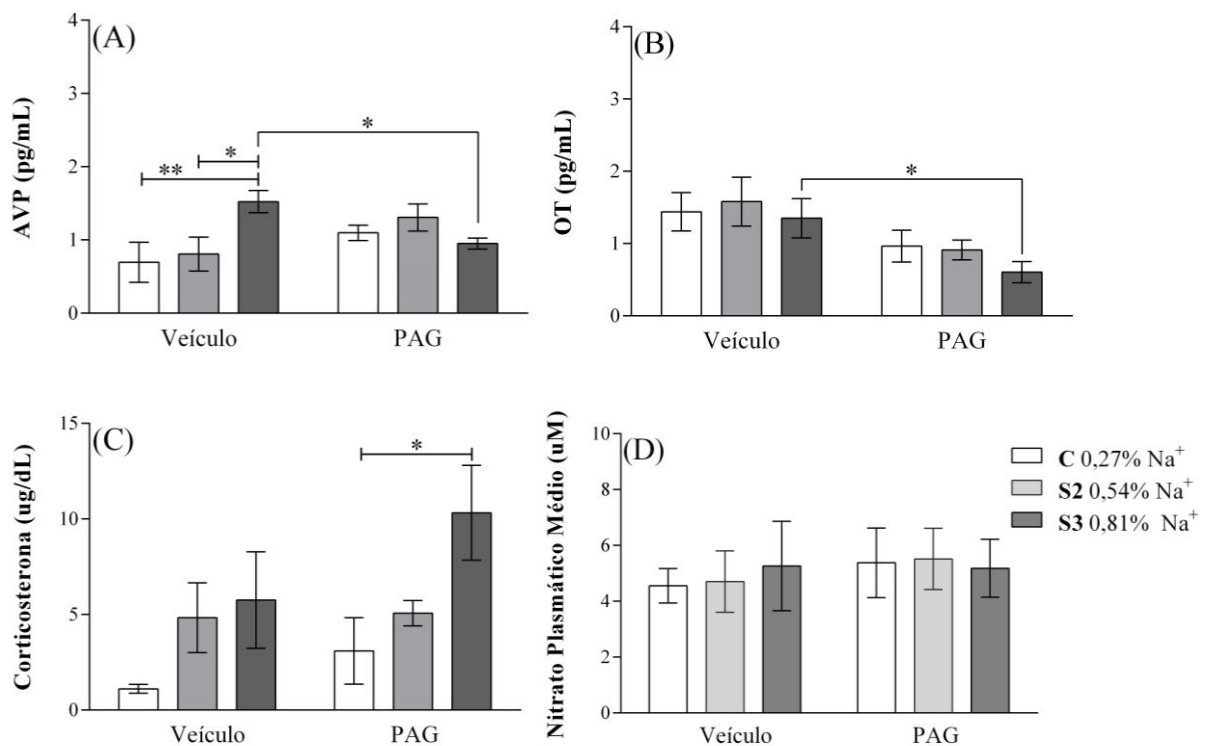 (A)
AVP (pg/mL)
4
3
2
1
0
**
*
*
Veículo
PAG
(B)
OT (pg/mL)
4
3
2
1
0
*
Veículo
PAG
(C)
Corticosterona (ug/dL)
15
10
5
0
*
Veículo
PAG
(D)
Nitrato Plasmático Médio (uM)
10
8
6
4
2
0
Veículo
PAG
C 0,27% Na⁺
S2 0,54% Na⁺
S3 0,81% Na⁺